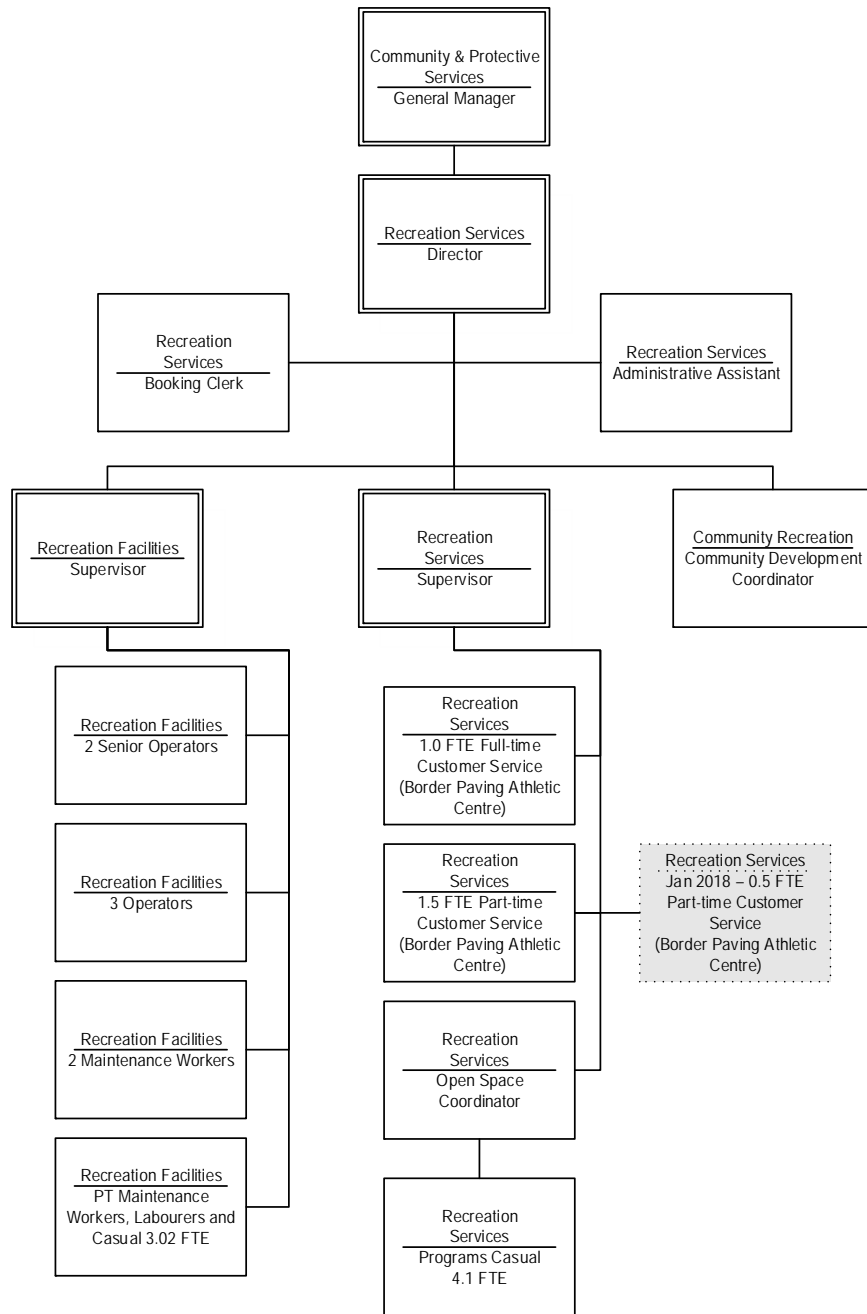 Community & Protective
Services
General Manager
Recreation Services
Director
Recreation
Services
Booking Clerk
Recreation Services
Administrative Assistant
Recreation Facilities
Supervisor
Recreation
Services
Supervisor
Community Recreation
Community Development
Coordinator
Recreation Facilities
2 Senior Operators
Recreation Facilities
3 Operators
Recreation Facilities
2 Maintenance Workers
Recreation Facilities
PT Maintenance
Workers, Labourers and
Casual 3.02 FTE
Recreation
Services
1.0 FTE Full-time
Customer Service
(Border Paving Athletic
Centre)
Recreation
Services
1.5 FTE Part-time
Customer Service
(Border Paving Athletic
Centre)
Recreation Services
Jan 2018 – 0.5 FTE
Part-time Customer
Service
(Border Paving Athletic
Centre)
Recreation
Services
Open Space
Coordinator
Recreation
Services
Programs Casual
4.1 FTE